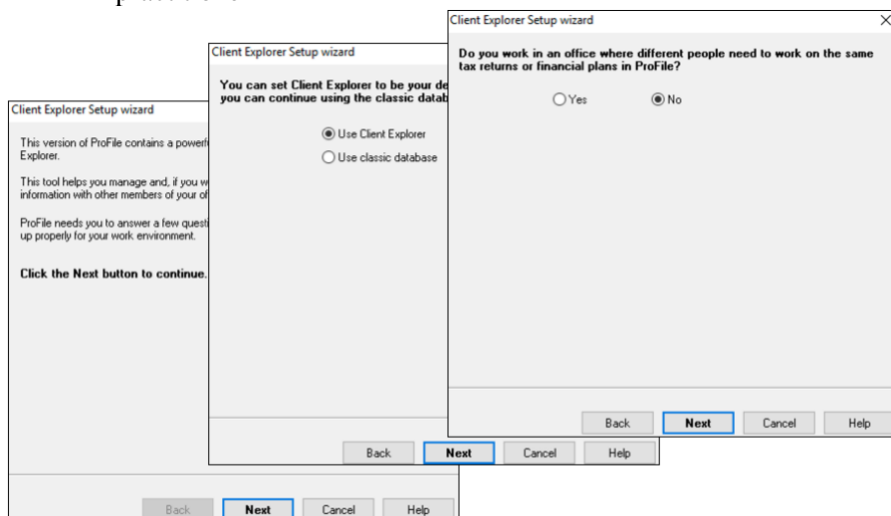 Client Explorer Setup wizard
This version of ProFile contains a powerf
Explorer.
This tool helps you manage and, if you w
information with other members of your of
ProFile needs you to answer a few questi
up properly for your work environment.
Click the Next button to continue.
Back Next Cancel Help
Client Explorer Setup wizard
You can set Client Explorer to be your de
you can continue using the classic datab
Use Client Explorer
Use classic database
Back Next Cancel Help
Client Explorer Setup wizard
Do you work in an office where different people need to work on the same
tax returns or financial plans in ProFile?
Yes No
Back Next Cancel Help